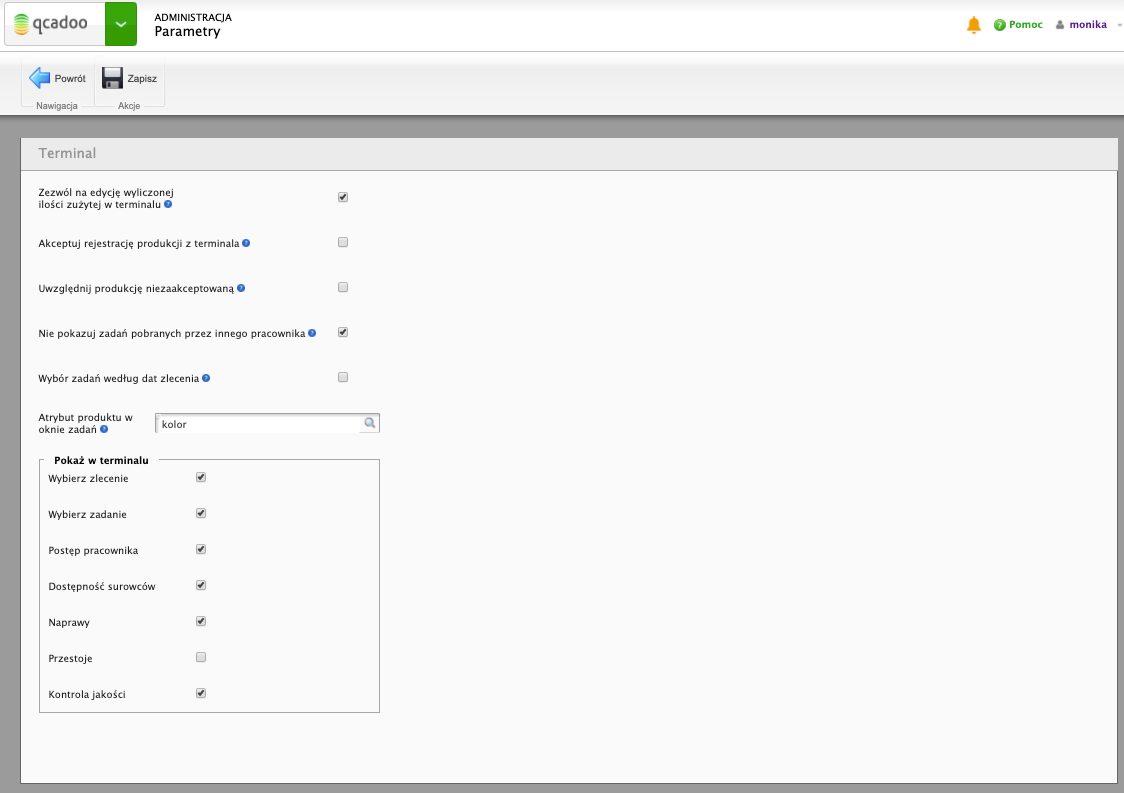 qcadoo
ADMINISTRACJA
Parametry
Pomoc
monika
Powrót
Zapisz
Nawigacja
Akcje
Terminal
Zezwól na edycję wyliczonej
ilości zużytej w terminalu
Akceptuj rejestrację produkcji z terminala
Uwzględnij produkcję niezaakceptowaną
Nie pokazuj zadań pobranych przez innego pracownika
Wybór zadań według dat zlecenia
Atrybut produktu w
oknie zadań
kolor
Pokaż w terminalu
Wybierz zlecenie
Wybierz zadanie
Postęp pracownika
Dostępność surowców
Naprawy
Przestoje
Kontrola jakości